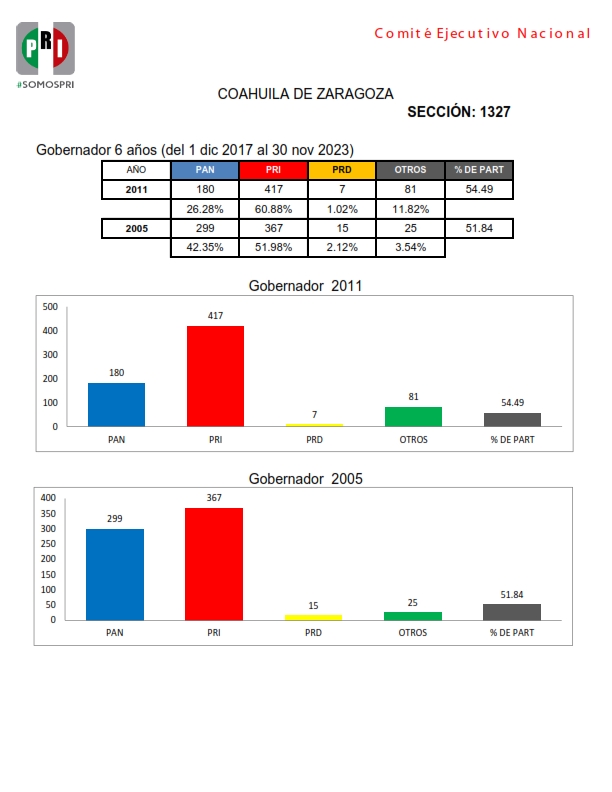 PRI
#SOMOSPRI
Comité Ejecutivo Nacional
COAHUILA DE ZARAGOZA
SECCIÓN: 1327
Gobernador 6 años (del 1 dic 2017 al 30 nov 2023)
AÑO PAN PRI PRD OTROS % DE PART
2011 180 417 7 81 54.49
26.28% 60.88% 1.02% 11.82%
2005 299 367 15 25 51.84
42.35% 51.98% 2.12% 3.54%
Gobernador 2011
500
400
300
200
100
0
180
417
7
81
54.49
PAN PRI PRD OTROS % DE PART
Gobernador 2005
400
350
300
250
200
150
100
50
0
299
367
15
25
51.84
PAN PRI PRD OTROS % DE PART